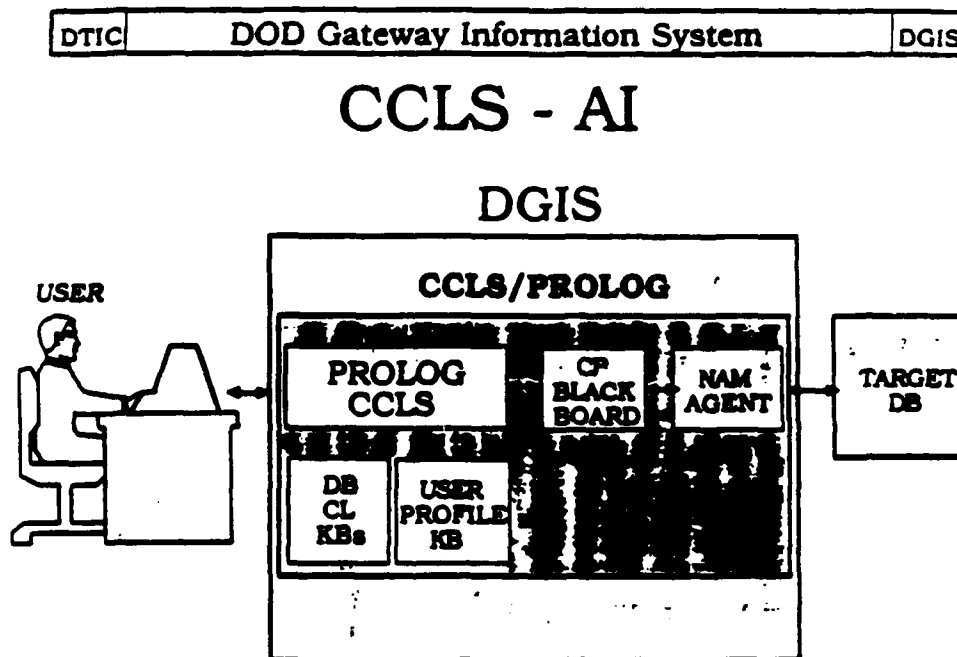 DTIC DOD Gateway Information System DGIS
CCLS - AI
DGIS
CCLS/PROLOG
USER
PROLOG
CCLS
CP
BLACK
BOARD
NAM
AGENT
TARGET
DB
DB
CL
KBs
USER
PROFILE
KB